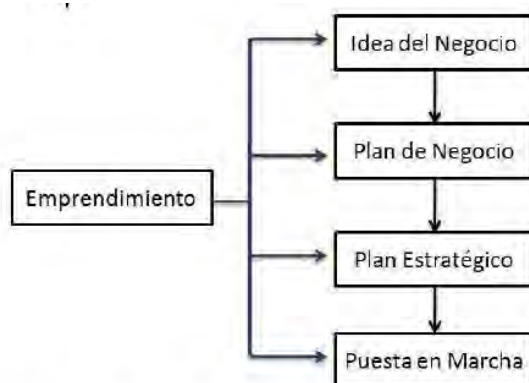 Idea del Negocio
Plan de Negocio
Emprendimiento
Plan Estratégico
Puesta en Marcha